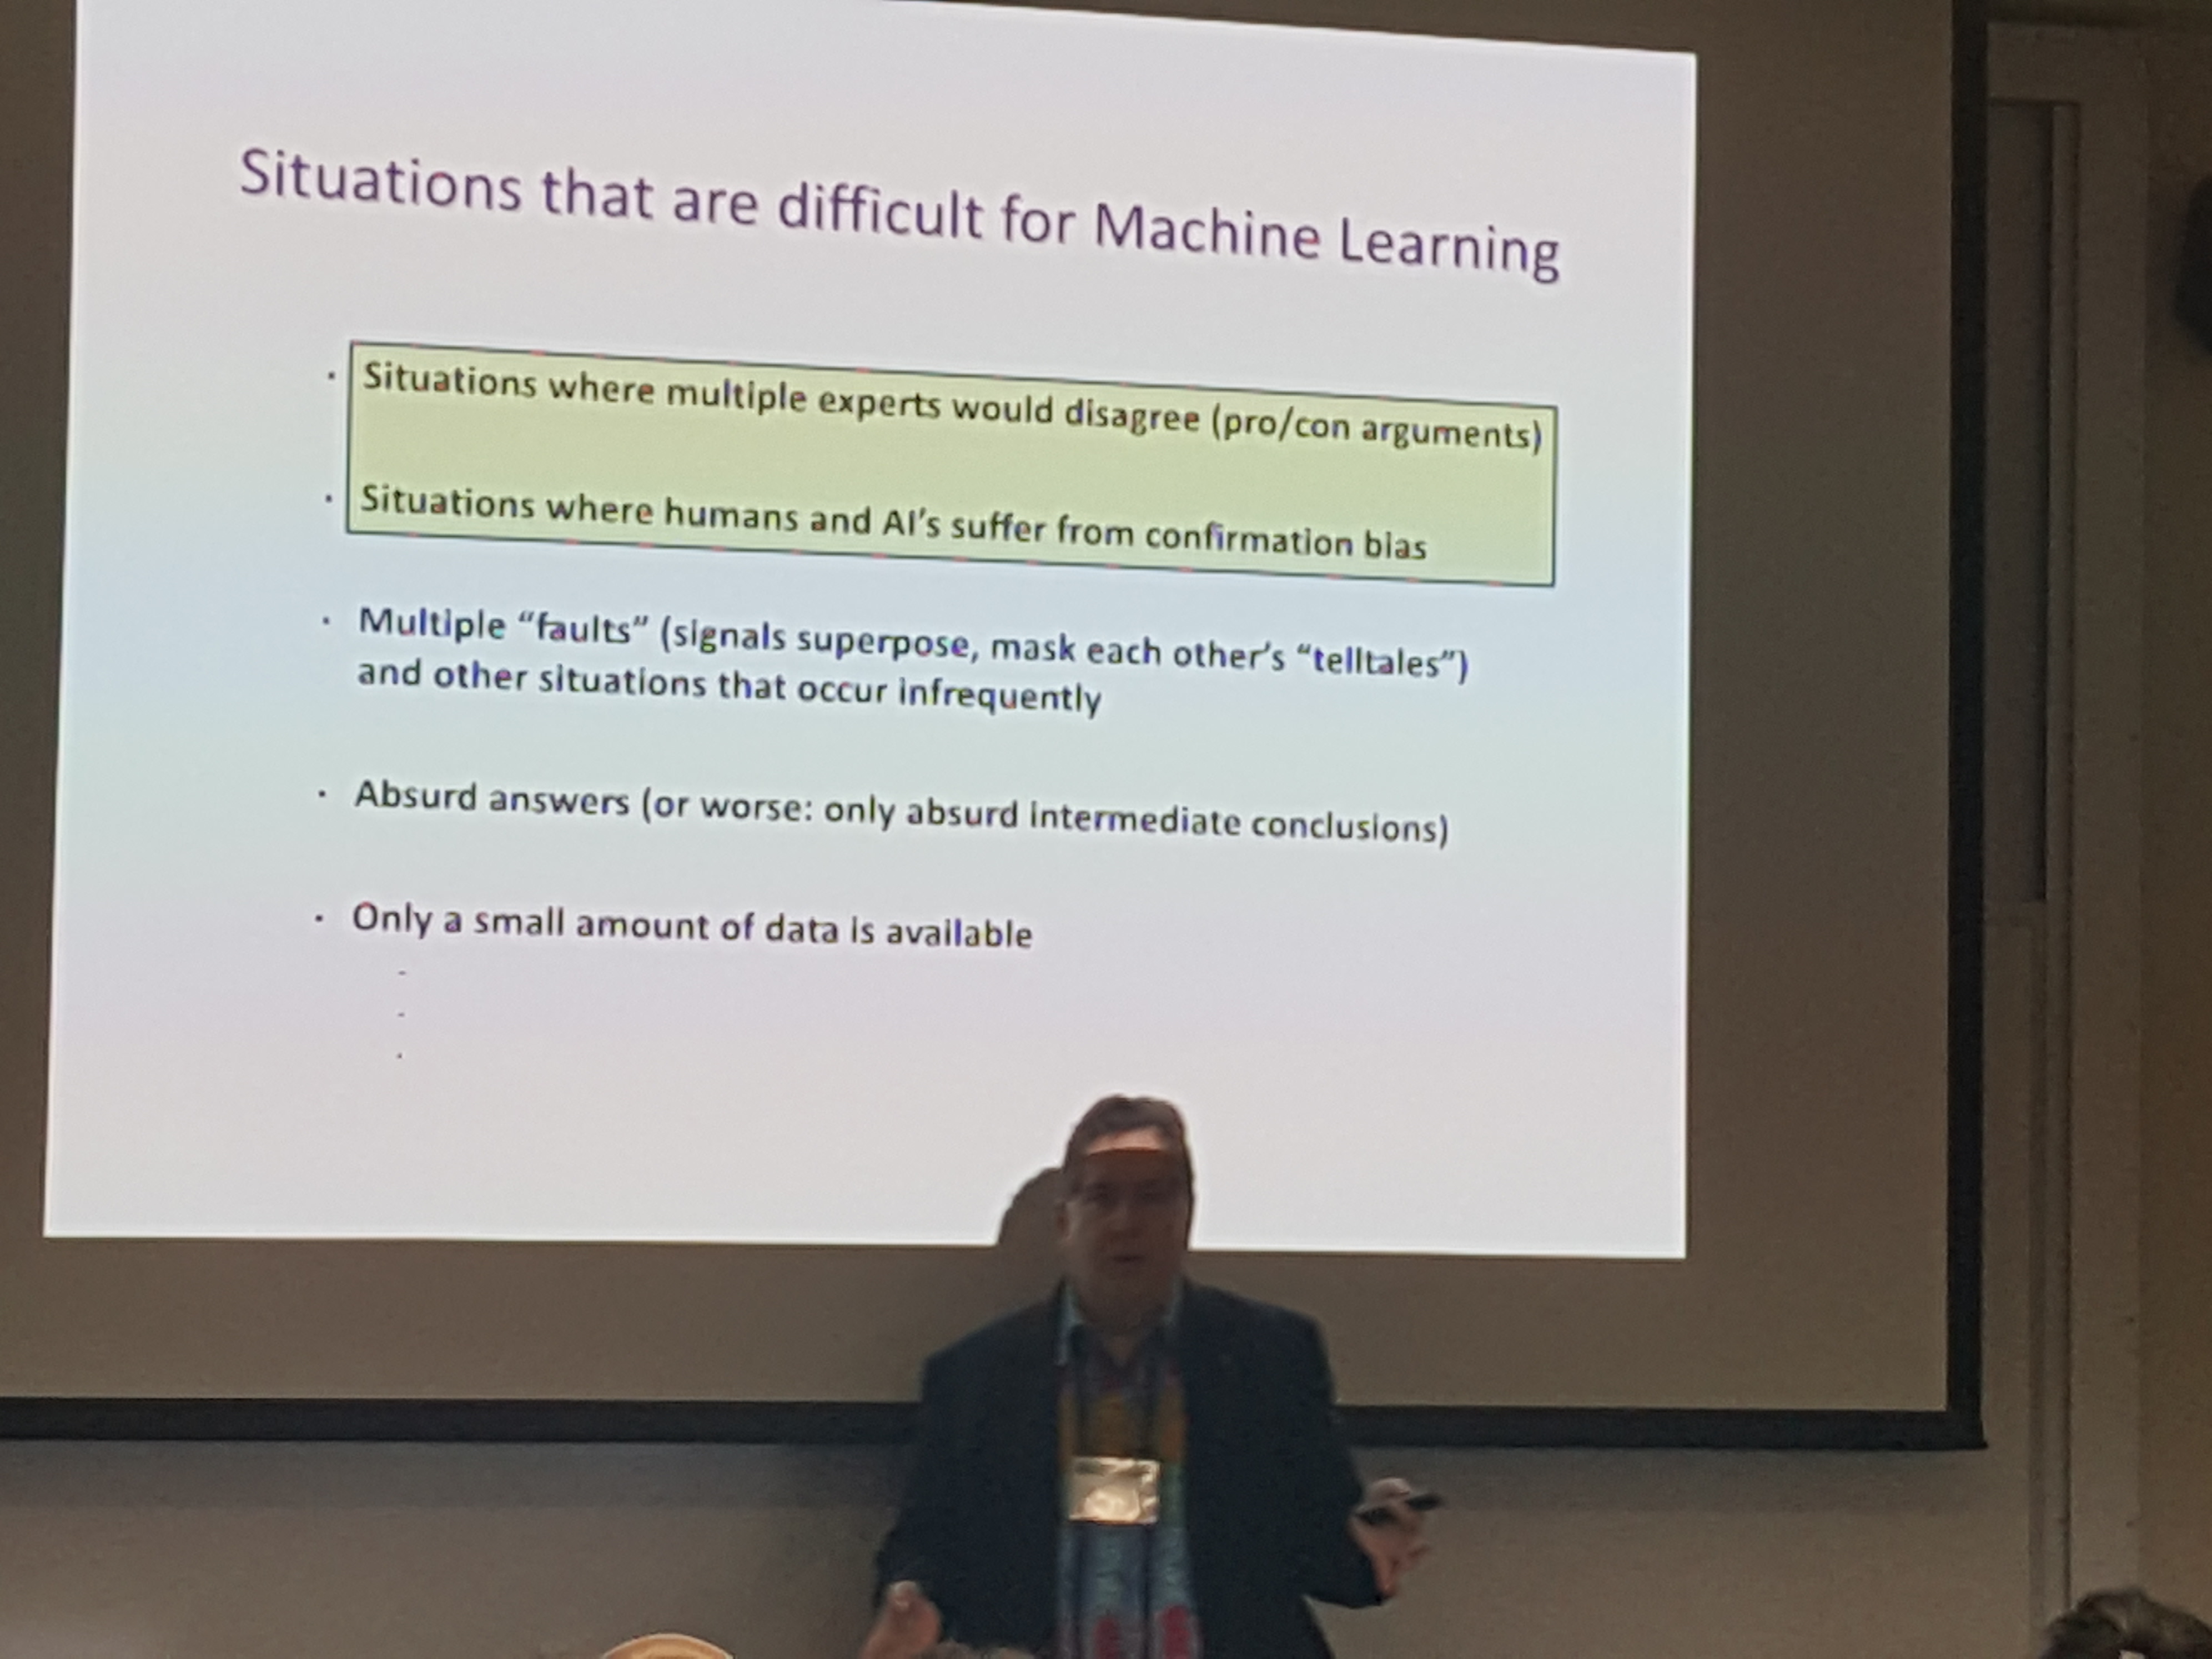 Situations that are difficult for Machine Learning
· Situations where multiple experts would disagree (pro/con arguments)
· Situations where humans and AI's suffer from confirmation bias
· Multiple “faults” (signals superpose, mask each other's “telltales”)
and other situations that occur infrequently
· Absurd answers (or worse: only absurd intermediate conclusions)
· Only a small amount of data is available